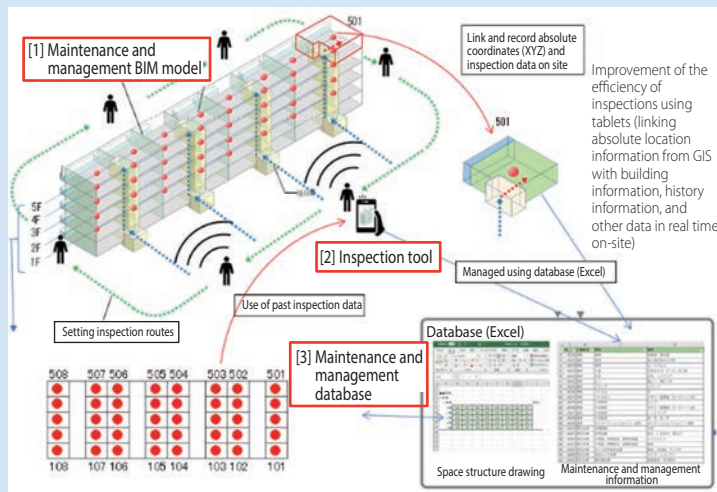 501
[1] Maintenance and
management BIM model
Link and record absolute
coordinates (XYZ) and
inspection data on site
Improvement of the
efficiency of
inspections using
tablets (linking
absolute location
information from GIS
with building
information, history
information, and
other data in real time
on-site)
501
5F
4F
3F
2F
1F
[2] Inspection tool
Managed using database (Excel)
Use of past inspection data
Setting inspection routes
Database (Excel)
[3] Maintenance and
management
database
508 507 506 505 504 503 502 501
108 107 106 105 104 103 102 101
Space structure drawing
Maintenance and management
information